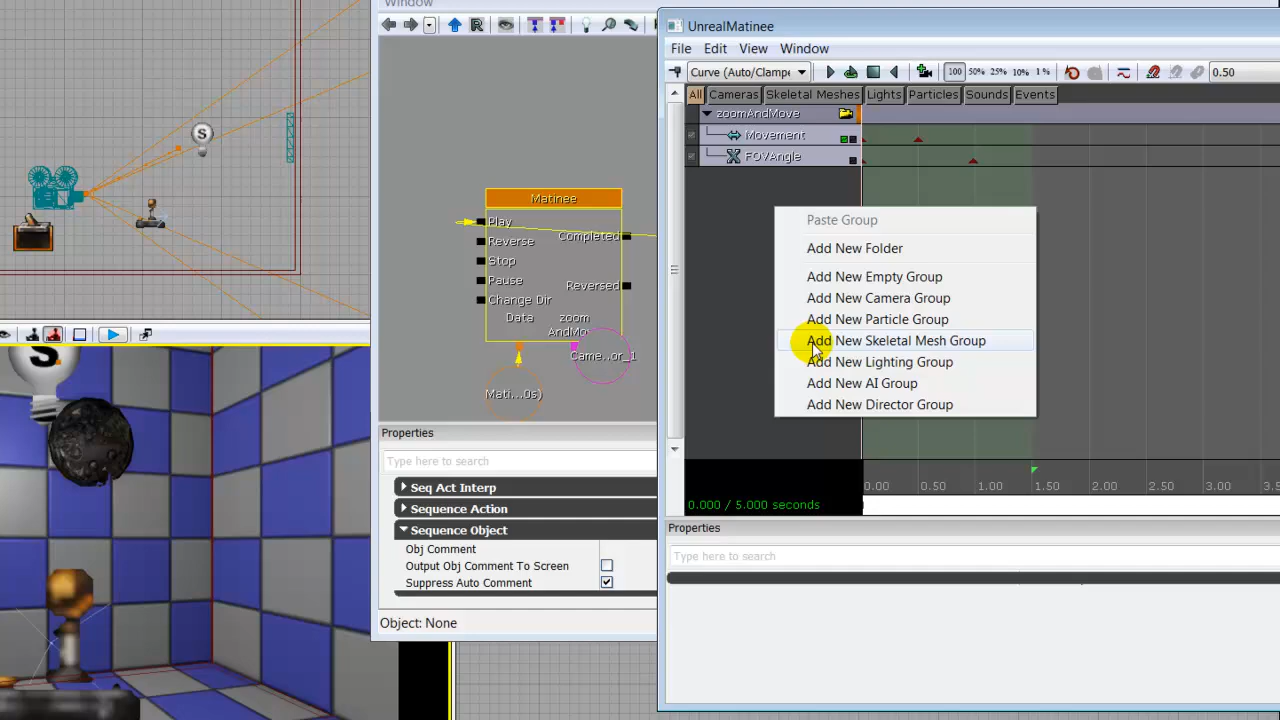 Window
UnrealMatinee
File Edit View Window
Curve (Auto/Clampe
100 50% 25% 10% 1 %
0.50
All Cameras Skeletal Meshes Lights Particles Sounds Events
zoomAndMove
Movement
FOVAngle
Paste Group
Add New Folder
Add New Empty Group
Add New Camera Group
Add New Particle Group
Add New Skeletal Mesh Group
Add New Lighting Group
Add New AI Group
Add New Director Group
0.00 0.50 1.00 1.50 2.00 2.50 3.00 3.5
0.000 / 5.000 seconds
Properties
Type here to search
Matinee
Play
Completed
Reverse
Stop
Pause
Reversed
Change Dir
Data
zoom
AndMo
Came..or_1
Mati...0s)
Properties
Type here to search
Seq Act Interp
Sequence Action
Sequence Object
Obj Comment
Output Obj Comment To Screen
Suppress Auto Comment
Object: None
S
S
R